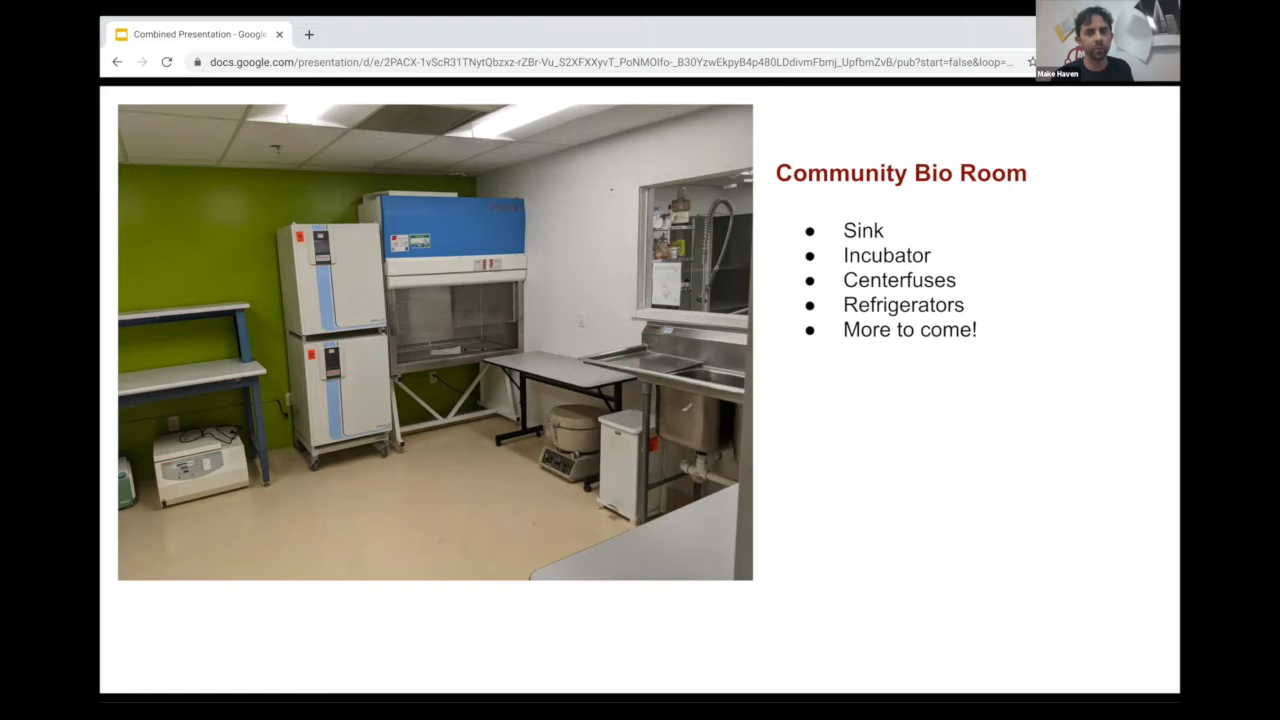 Combined Presentation - Google
docs.google.com/presentation/d/e/2PACX-1vScR31TNytQbzxz-rZBr-Vu_S2XFXXyvT_PoNMOlfo-_B30YzwEkpyB4p480LDdivmFbmj_UpfbmZvB/pub?start=false&loop=...
Make Haven
Community Bio Room
● Sink
● Incubator
● Centerfuses
● Refrigerators
● More to come!